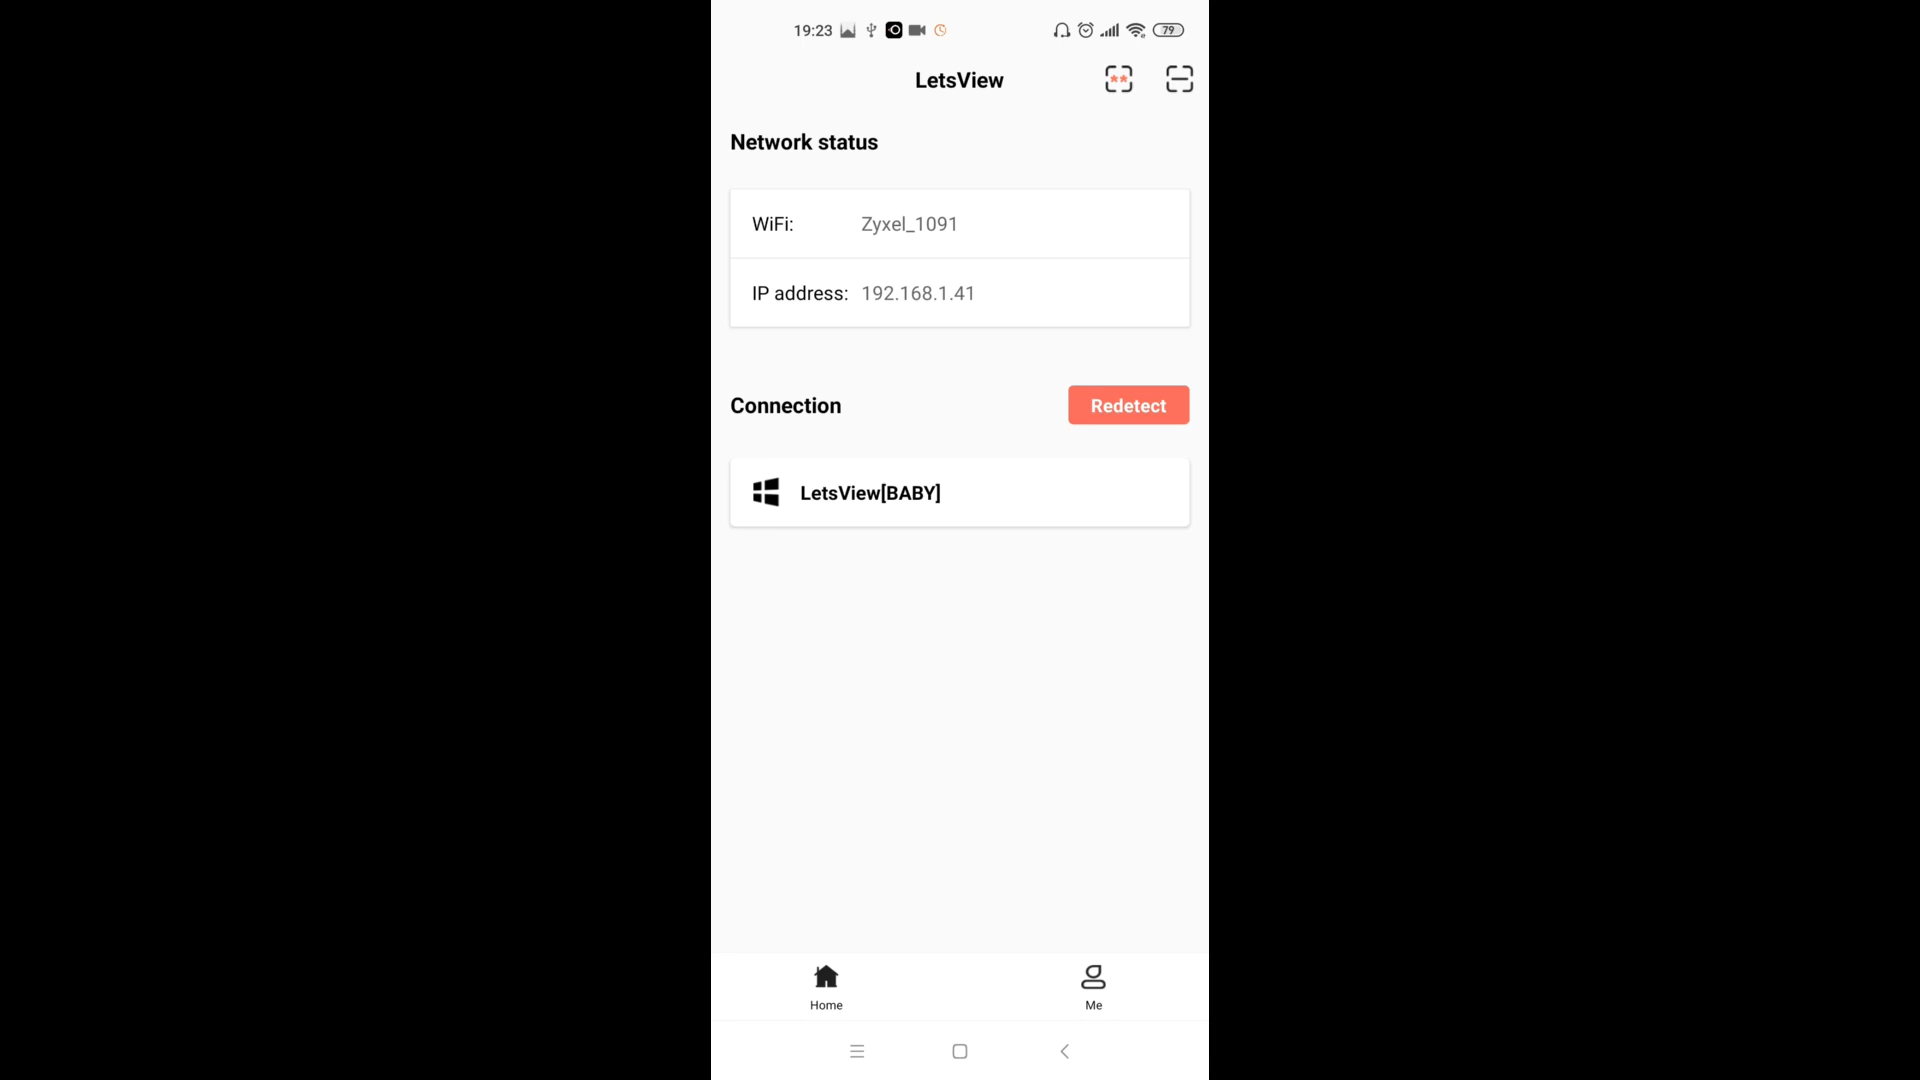 19:23
79
LetsView
**
Network status
WiFi: Zyxel_1091
IP address: 192.168.1.41
Connection
Redetect
LetsView[BABY]
Home
Me